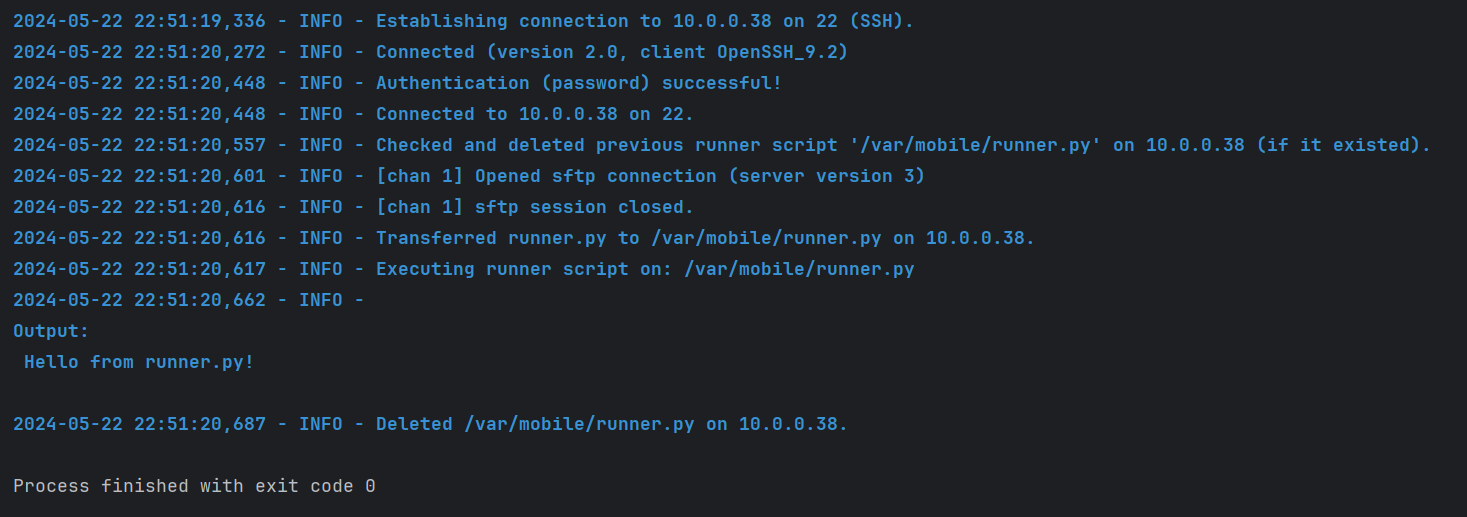 2024-05-22 22:51:19,336 - INFO - Establishing connection to 10.0.0.38 on 22 (SSH).
2024-05-22 22:51:20,272 - INFO - Connected (version 2.0, client OpenSSH_9.2)
2024-05-22 22:51:20,448 - INFO - Authentication (password) successful!
2024-05-22 22:51:20,448 - INFO - Connected to 10.0.0.38 on 22.
2024-05-22 22:51:20,557 - INFO - Checked and deleted previous runner script '/var/mobile/runner.py' on 10.0.0.38 (if it existed).
2024-05-22 22:51:20,601 - INFO - [chan 1] Opened sftp connection (server version 3)
2024-05-22 22:51:20,616 - INFO - [chan 1] sftp session closed.
2024-05-22 22:51:20,616 - INFO - Transferred runner.py to /var/mobile/runner.py on 10.0.0.38.
2024-05-22 22:51:20,617 - INFO - Executing runner script on: /var/mobile/runner.py
2024-05-22 22:51:20,662 - INFO -
Output:
 Hello from runner.py!
2024-05-22 22:51:20,687 - INFO - Deleted /var/mobile/runner.py on 10.0.0.38.
Process finished with exit code 0